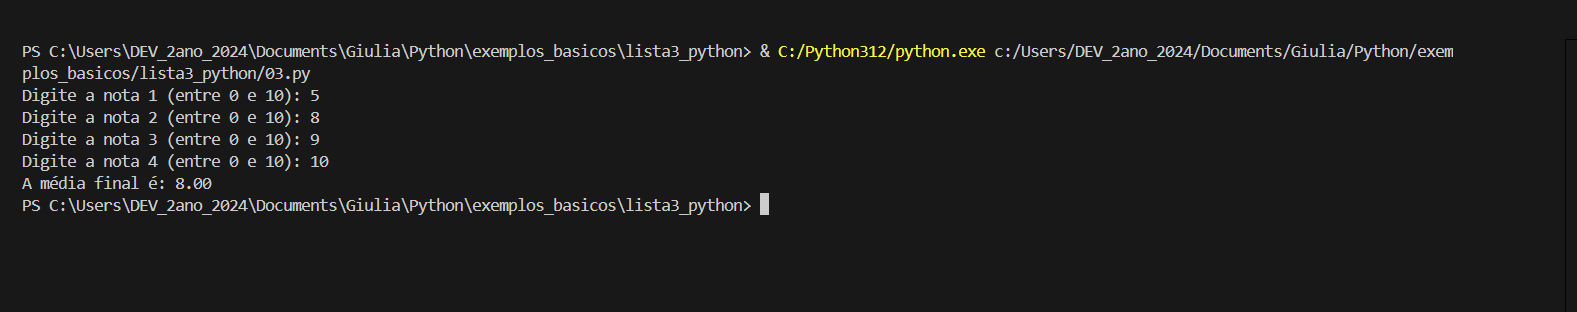 PS C:\Users\DEV_2ano_2024\Documents\Giulia\Python\exemplos_basicos\lista3_python> & C:/Python312/python.exe c:/Users/DEV_2ano_2024/Documents/Giulia/Python/exem
plos_basicos/lista3_python/03.py
Digite a nota 1 (entre 0 e 10): 5
Digite a nota 2 (entre 0 e 10): 8
Digite a nota 3 (entre 0 e 10): 9
Digite a nota 4 (entre 0 e 10): 10
A média final é: 8.00
PS C:\Users\DEV_2ano_2024\Documents\Giulia\Python\exemplos_basicos\lista3_python>